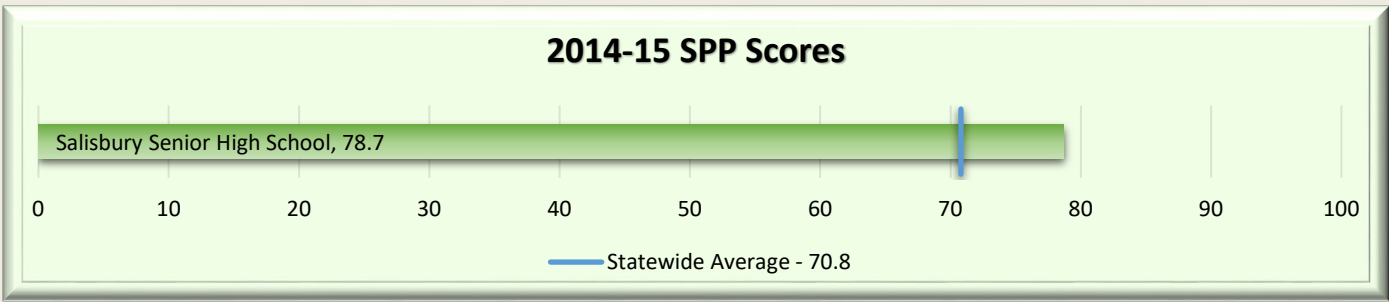 2014-15 SPP Scores
Salisbury Senior High School, 78.7
0 10 20 30 40 50 60 70 80 90 100
Statewide Average - 70.8